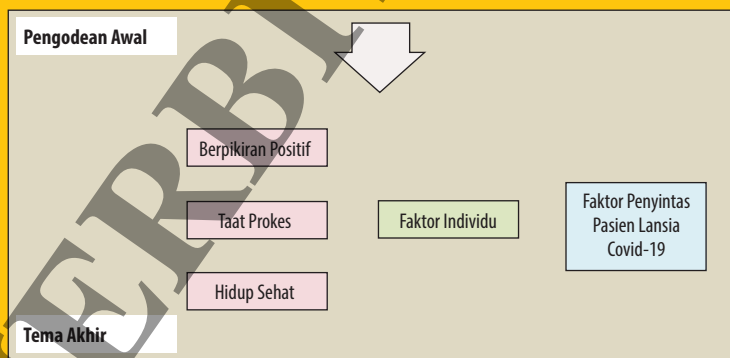 Pengodean Awal
Berpikiran Positif
Taat Prokes
Faktor Individu
Faktor Penyintas
Pasien Lansia
Covid-19
Hidup Sehat
Tema Akhir